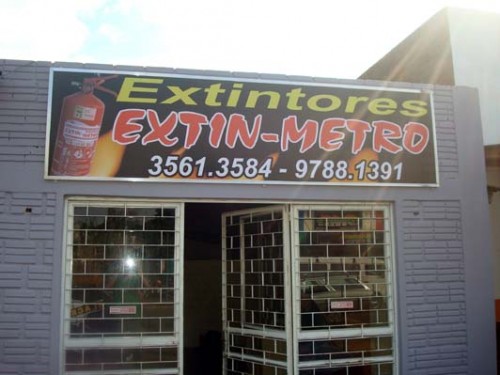 Extintores
EXTIN-METRO
3561.3584 - 9788.1391